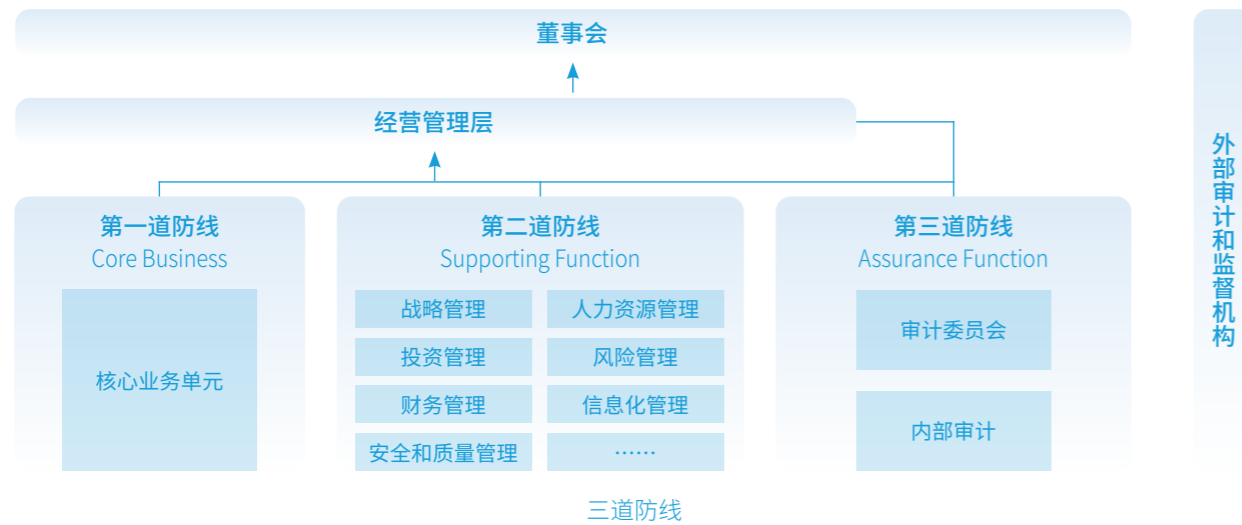 董事会
经营管理层
第一道防线
Core Business
核心业务单元
第二道防线
Supporting Function
战略管理
人力资源管理
投资管理
风险管理
财务管理
信息化管理
安全和质量管理
……
第三道防线
Assurance Function
审计委员会
内部审计
外部审计和监督机构
三道防线